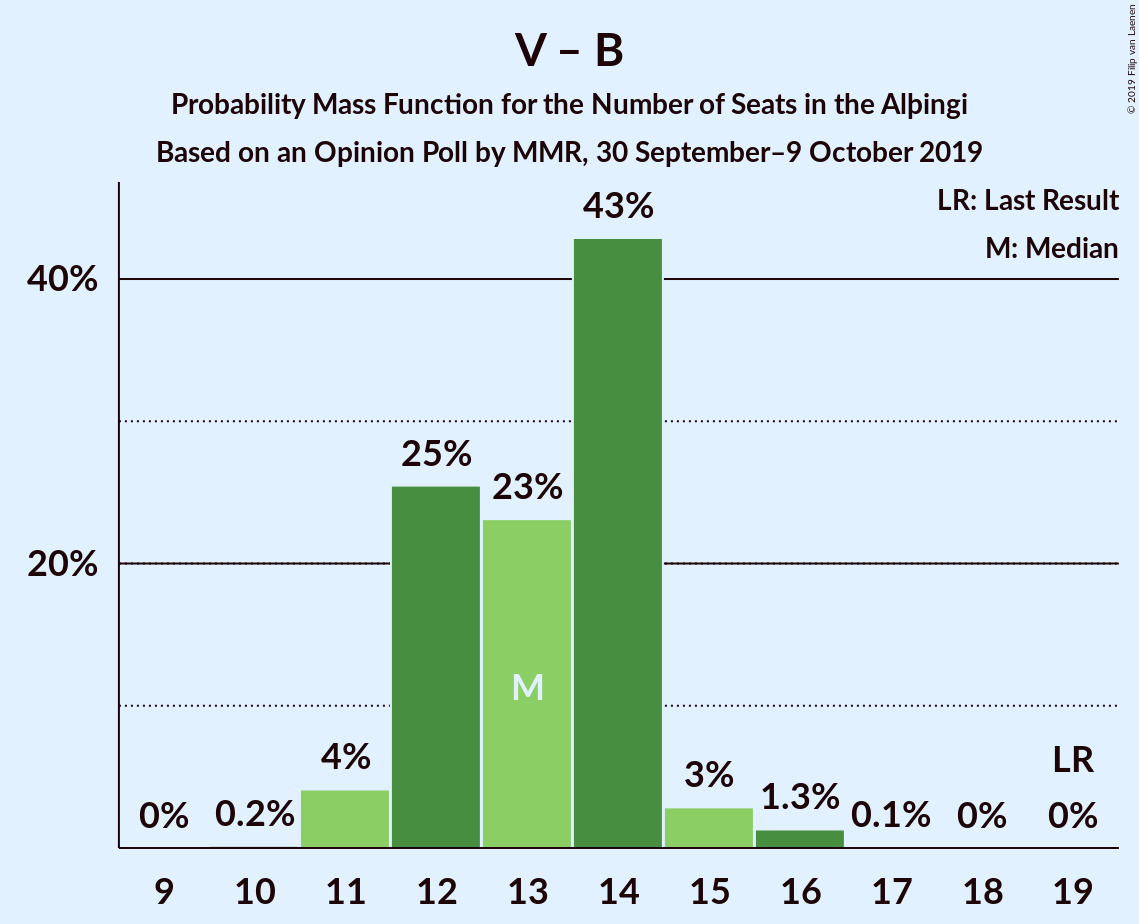 V – B
Probability Mass Function for the Number of Seats in the Alþingi
Based on an Opinion Poll by MMR, 30 September–9 October 2019
© 2019 Filip van Laenen
LR: Last Result
M: Median
43%
40%
25%
23%
20%
M
4%
3%
LR
0%
0.2%
1.3%
0.1%
0%
0%
9 10 11 12 13 14 15 16 17 18 19